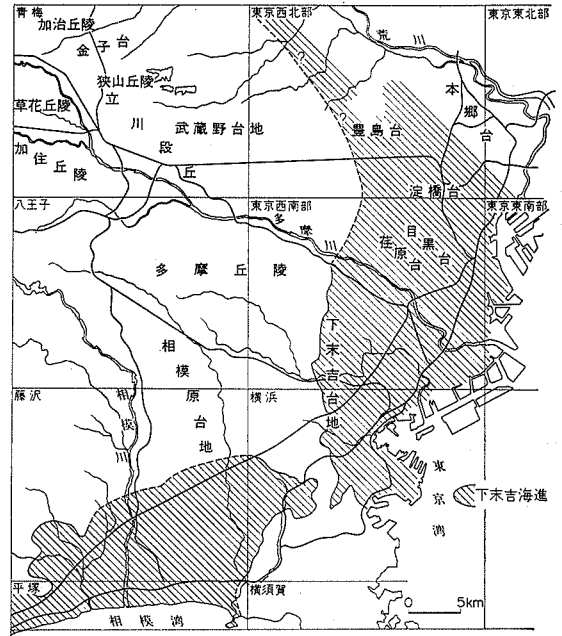 青梅
東京西北部
東京東北部
加治丘陵
金子台
荒川
狭山丘陵
草花丘陵
立川段丘
武蔵野台地
豊島台
本郷台
加住丘陵
淀橋台
八王子
東京西南部
東京東南部
多摩川
目黒台
荏原台
多摩丘陵
下末吉台地
相模原台地
藤沢
相模川
横浜
東京湾
下末吉海進
平塚
横須賀
相模湾
0 5km
?
?